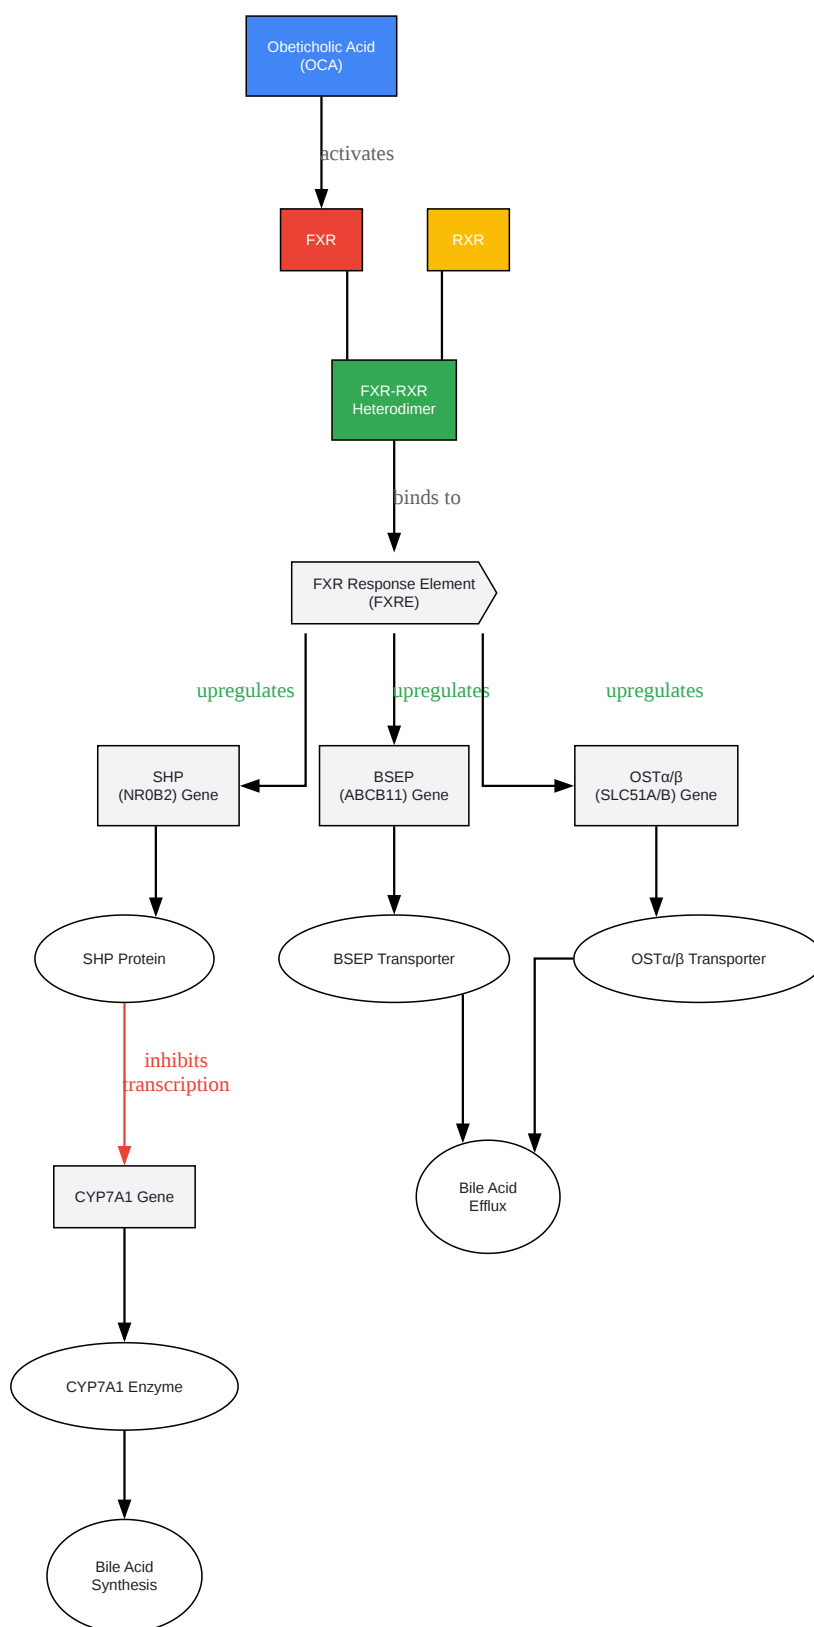 Obeticholic Acid
(OCA)
activates
FXR
RXR
FXR-RXR
Heterodimer
binds to
FXR Response Element
(FXRE)
upregulates
upregulates
upregulates
SHP
(NR0B2) Gene
BSEP
(ABCB11) Gene
OSTα/β
(SLC51A/B) Gene
SHP Protein
BSEP Transporter
OSTα/β Transporter
inhibits
transcription
CYP7A1 Gene
Bile Acid
Efflux
CYP7A1 Enzyme
Bile Acid
Synthesis